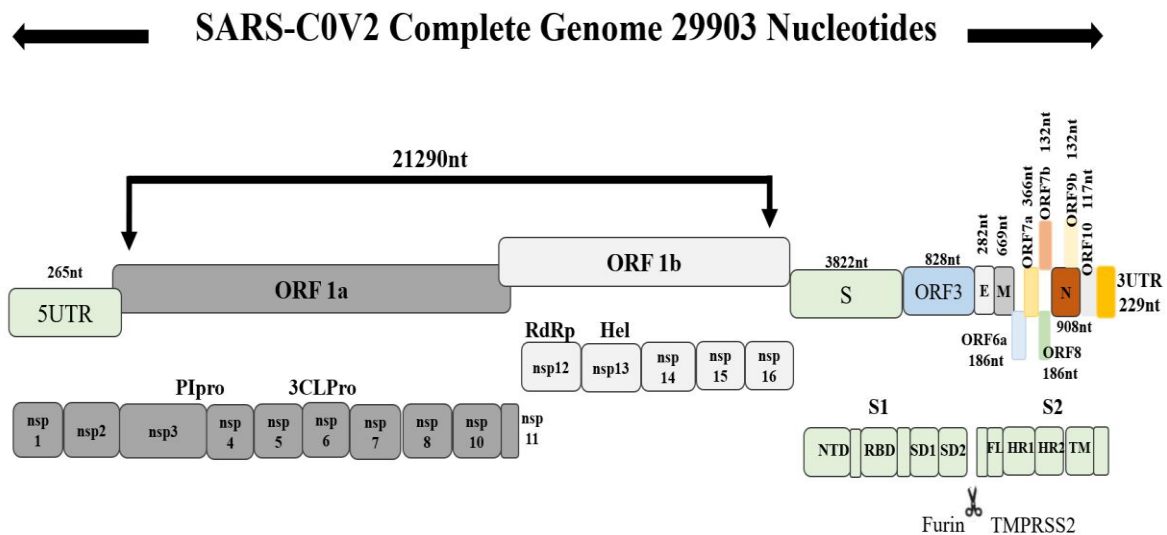 SARS-C0V2 Complete Genome 29903 Nucleotides
21290nt
265nt
5UTR
ORF 1a
ORF 1b
3822nt
S
828nt
ORF3
282nt
E
669nt
M
ORF7a 366nt
ORF7b 132nt
ORF9b 132nt
ORF10 117nt
N
908nt
3UTR
229nt
ORF6a
186nt
ORF8
186nt
RdRp
Hel
nsp12
nsp13
nsp
14
nsp
15
nsp
16
PIpro
3CLPro
nsp
1
nsp2
nsp3
nsp
4
nsp
5
nsp
6
nsp
7
nsp
8
nsp
10
nsp
11
S1
S2
NTD
RBD
SD1
SD2
FL
HR1
HR2
TM
Furin
TMPRSS2